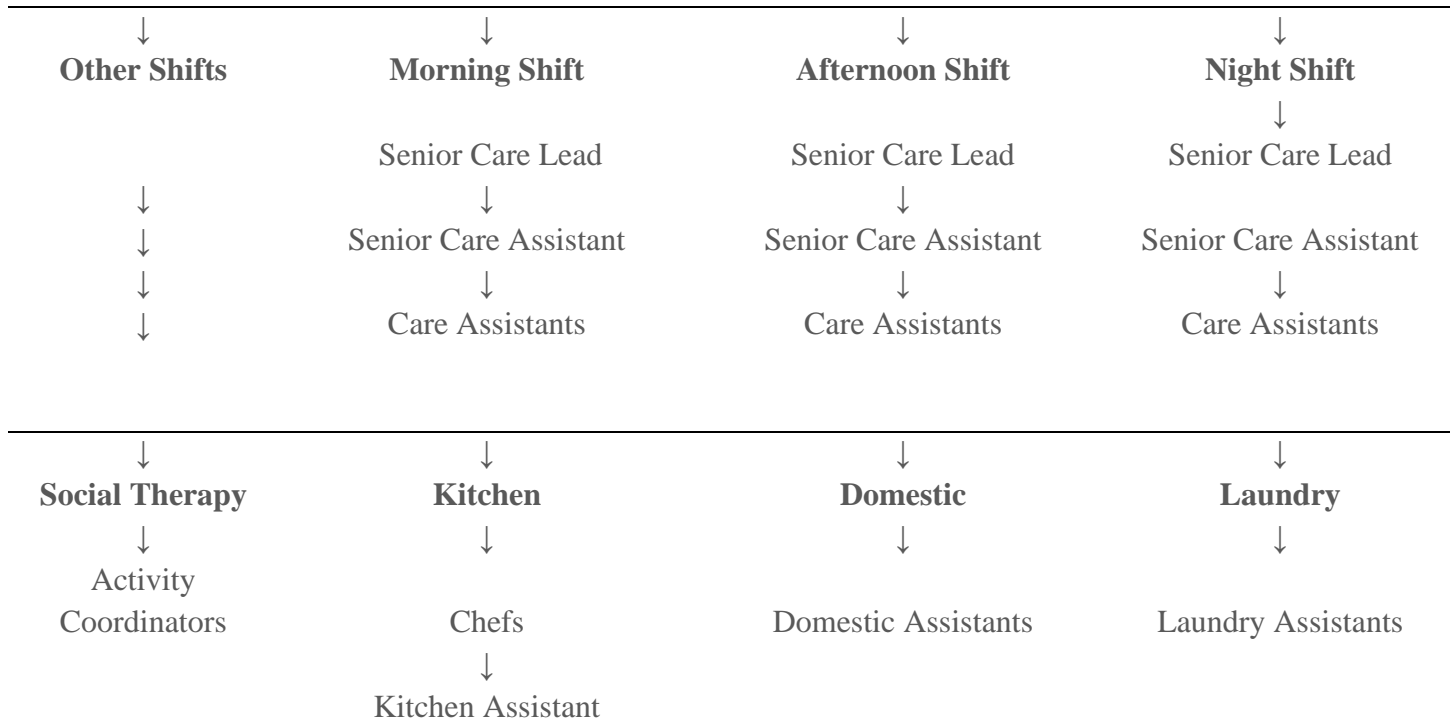 ↓ ↓ ↓ ↓
Other Shifts Morning Shift Afternoon Shift Night Shift
↓
Senior Care Lead Senior Care Lead Senior Care Lead
↓ ↓ ↓
↓ Senior Care Assistant Senior Care Assistant Senior Care Assistant
↓ ↓ ↓ ↓
↓ Care Assistants Care Assistants Care Assistants
↓ ↓ ↓ ↓
Social Therapy Kitchen Domestic Laundry
↓ ↓ ↓ ↓
Activity
Coordinators Chefs Domestic Assistants Laundry Assistants
↓
Kitchen Assistant